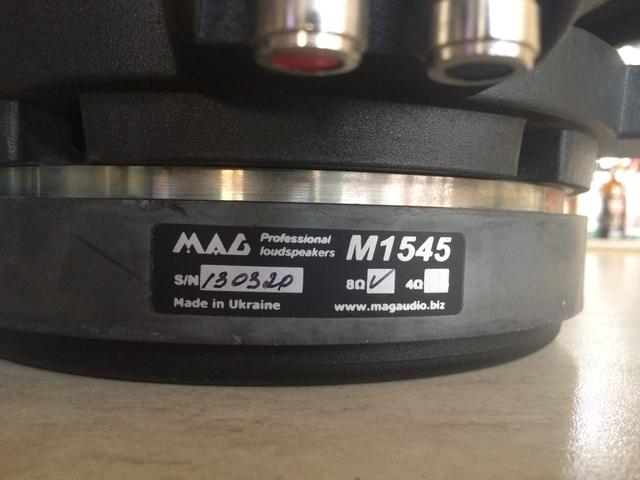 MAG Professional loudspeakers M1545
S/N 130320 8Ω ✓ 4Ω
Made in Ukraine www.magaudio.biz